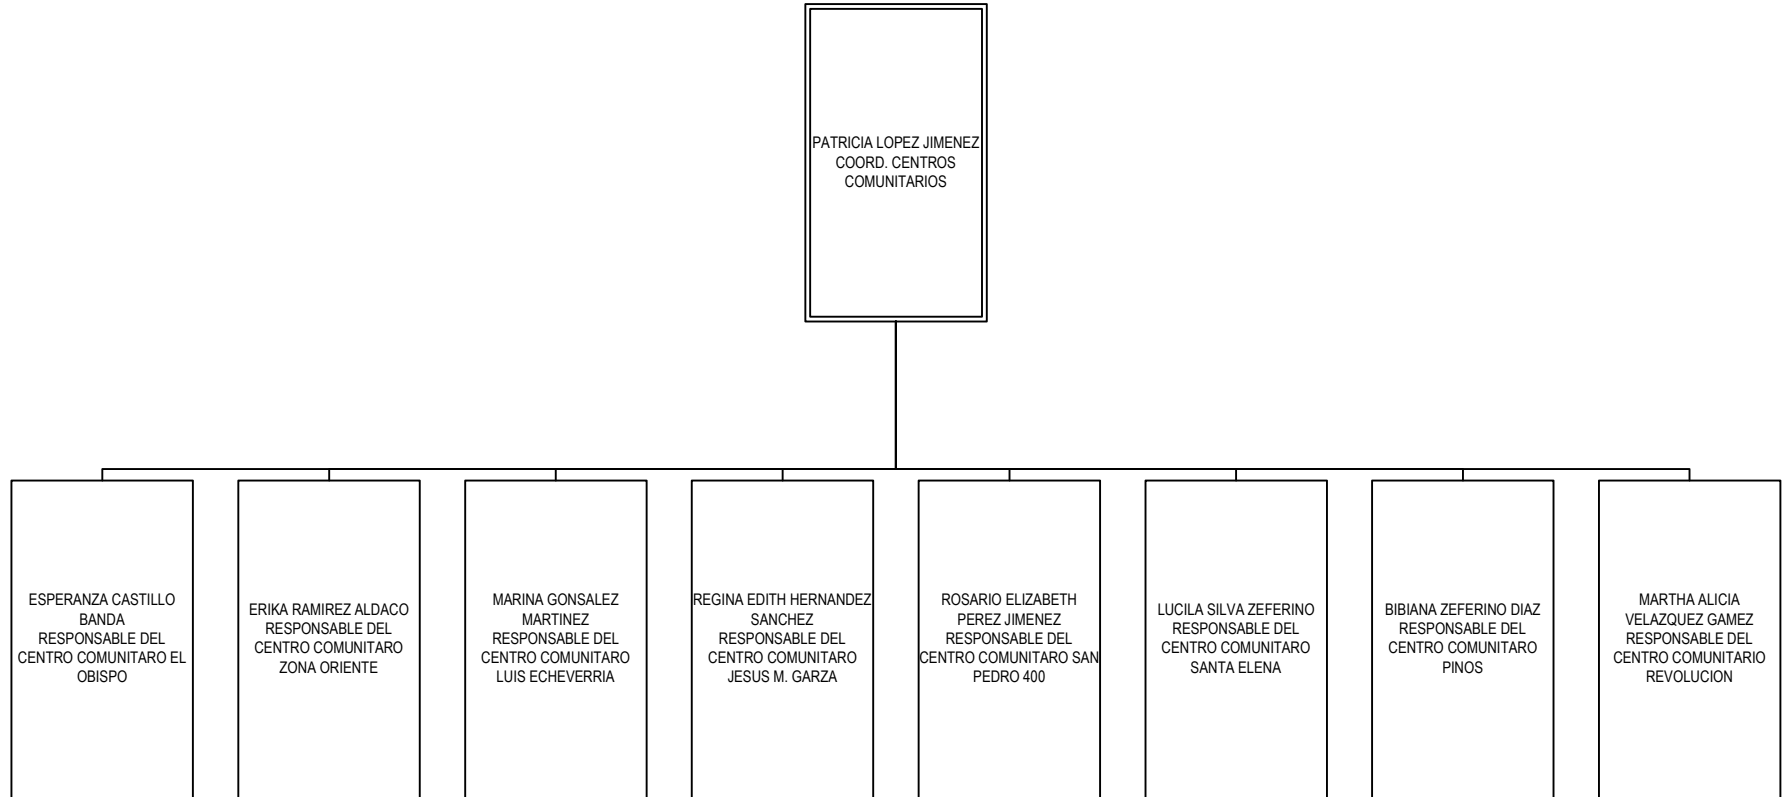 PATRICIA LOPEZ JIMENEZ
COORD. CENTROS
COMUNITARIOS
ESPERANZA CASTILLO
BANDA
RESPONSABLE DEL
CENTRO COMUNITARO EL
OBISPO
ERIKA RAMIREZ ALDACO
RESPONSABLE DEL
CENTRO COMUNITARO
ZONA ORIENTE
MARINA GONSALEZ
MARTINEZ
RESPONSABLE DEL
CENTRO COMUNITARO
LUIS ECHEVERRIA
REGINA EDITH HERNANDEZ
SANCHEZ
RESPONSABLE DEL
CENTRO COMUNITARO
JESUS M. GARZA
ROSARIO ELIZABETH
PEREZ JIMENEZ
RESPONSABLE DEL
CENTRO COMUNITARO SAN
PEDRO 400
LUCILA SILVA ZEFERINO
RESPONSABLE DEL
CENTRO COMUNITARO
SANTA ELENA
BIBIANA ZEFERINO DIAZ
RESPONSABLE DEL
CENTRO COMUNITARO
PINOS
MARTHA ALICIA
VELAZQUEZ GAMEZ
RESPONSABLE DEL
CENTRO COMUNITARIO
REVOLUCION